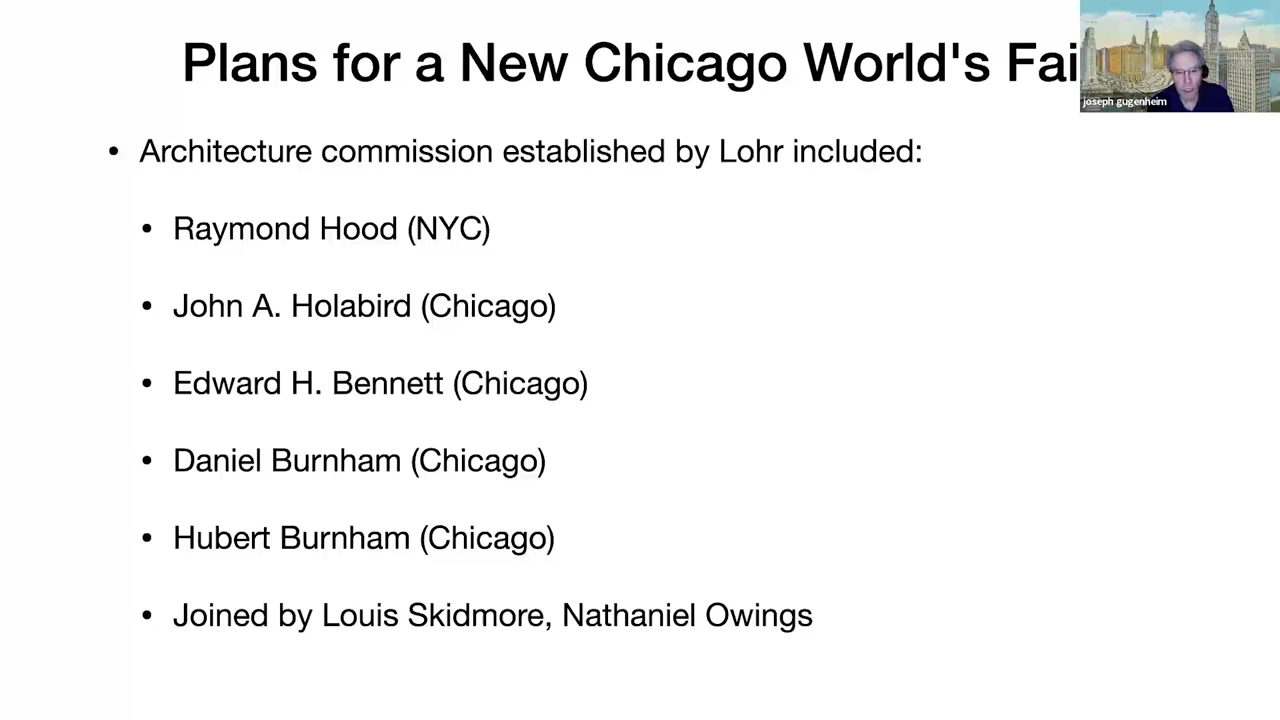 Plans for a New Chicago World's Fai
joseph gugenheim
• Architecture commission established by Lohr included:
• Raymond Hood (NYC)
• John A. Holabird (Chicago)
• Edward H. Bennett (Chicago)
• Daniel Burnham (Chicago)
• Hubert Burnham (Chicago)
• Joined by Louis Skidmore, Nathaniel Owings